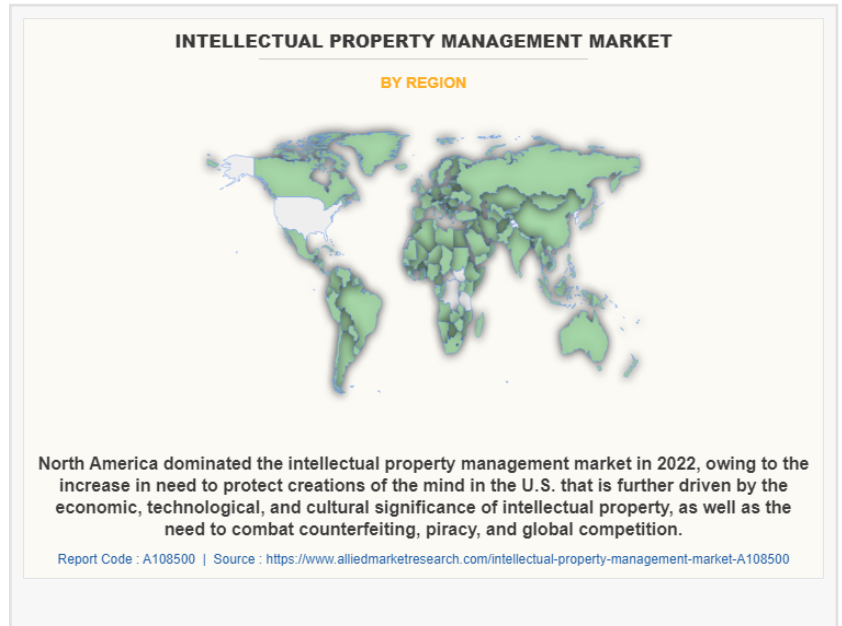 INTELLECTUAL PROPERTY MANAGEMENT MARKET
BY REGION
North America dominated the intellectual property management market in 2022, owing to the
increase in need to protect creations of the mind in the U.S. that is further driven by the
economic, technological, and cultural significance of intellectual property, as well as the
need to combat counterfeiting, piracy, and global competition.
Report Code : A108500 | Source : https://www.alliedmarketresearch.com/intellectual-property-management-market-A108500